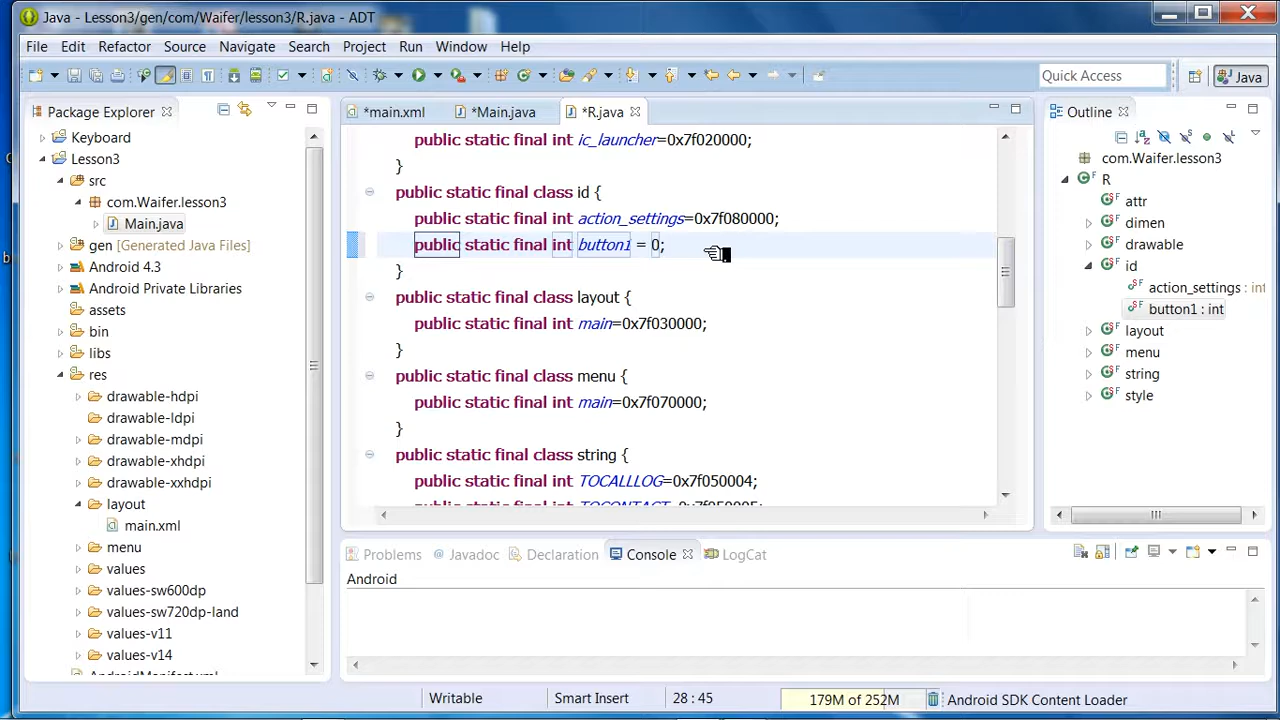 Java - Lesson3/gen/com/Waifer/lesson3/R.java - ADT
File Edit Refactor Source Navigate Search Project Run Window Help
Quick Access
Java
Package Explorer
Keyboard
Lesson3
src
com.Waifer.lesson3
Main.java
gen [Generated Java Files]
Android 4.3
Android Private Libraries
assets
bin
libs
res
drawable-hdpi
drawable-ldpi
drawable-mdpi
drawable-xhdpi
drawable-xxhdpi
layout
main.xml
menu
values
values-sw600dp
values-sw720dp-land
values-v11
values-v14
AndroidManifest.xml
*main.xml *Main.java *R.java
public static final int ic_launcher=0x7f020000;
}
public static final class id {
public static final int action_settings=0x7f080000;
public static final int button1 = 0;
}
public static final class layout {
public static final int main=0x7f030000;
}
public static final class menu {
public static final int main=0x7f070000;
}
public static final class string {
public static final int TOCALLLOG=0x7f050004;
public static final int TOCONTACT=0x7f050005;
Outline
com.Waifer.lesson3
R
attr
dimen
drawable
id
action_settings : int
button1 : int
layout
menu
string
style
Problems @ Javadoc Declaration Console LogCat
Android
Writable Smart Insert 28 : 45 179M of 252M Android SDK Content Loader